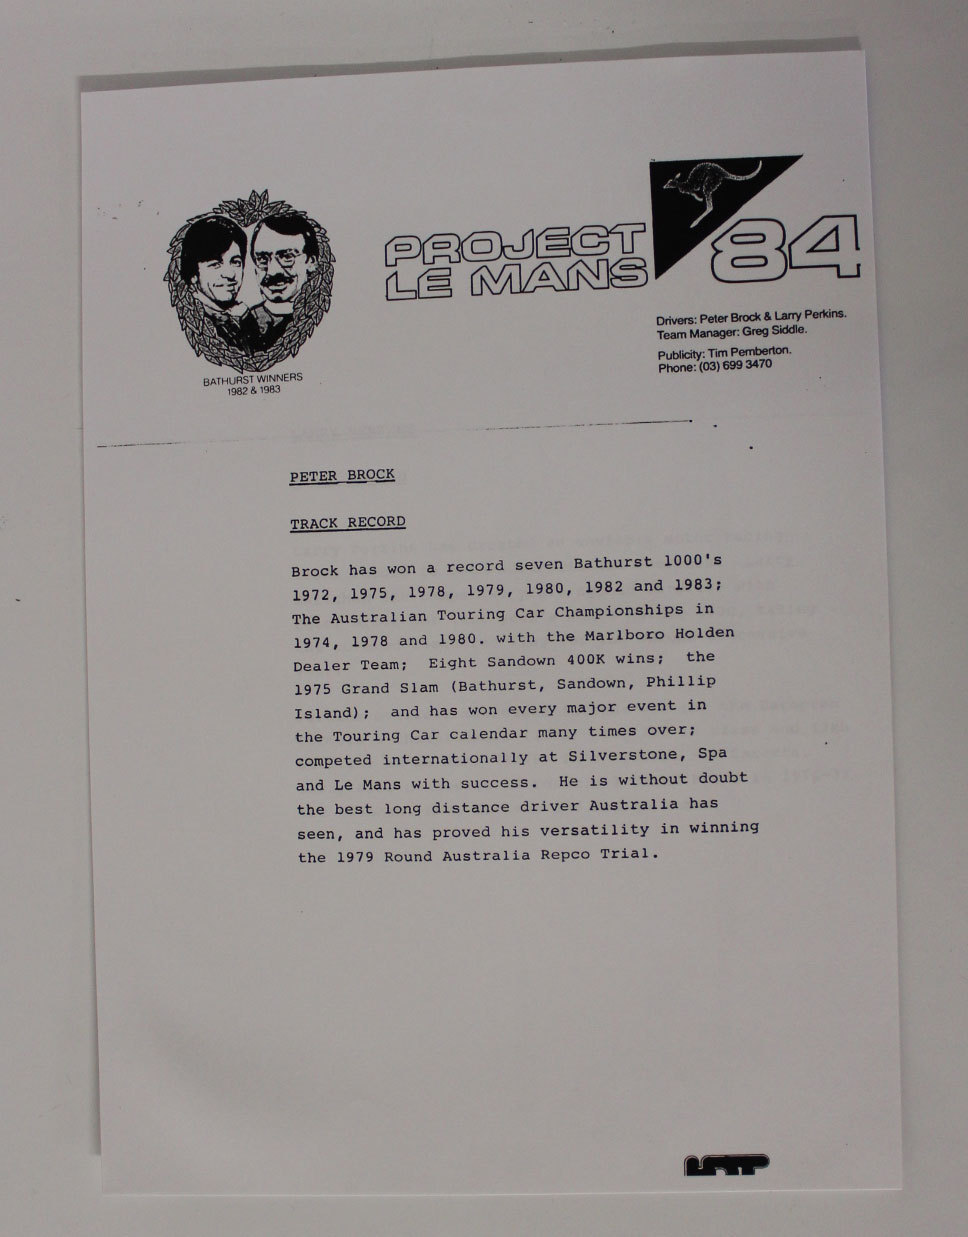 PROJECT
LE MANS
84
Drivers: Peter Brock & Larry Perkins.
Team Manager: Greg Siddle.
Publicity: Tim Pemberton.
Phone: (03) 699 3470
BATHURST WINNERS
1982 & 1983
PETER BROCK
TRACK RECORD
Brock has won a record seven Bathurst 1000's
1972, 1975, 1978, 1979, 1980, 1982 and 1983;
The Australian Touring Car Championships in
1974, 1978 and 1980. with the Marlboro Holden
Dealer Team; Eight Sandown 400K wins; the
1975 Grand Slam (Bathurst, Sandown, Phillip
Island); and has won every major event in
the Touring Car calendar many times over;
competed internationally at Silverstone, Spa
and Le Mans with success. He is without doubt
the best long distance driver Australia has
seen, and has proved his versatility in winning
the 1979 Round Australia Repco Trial.